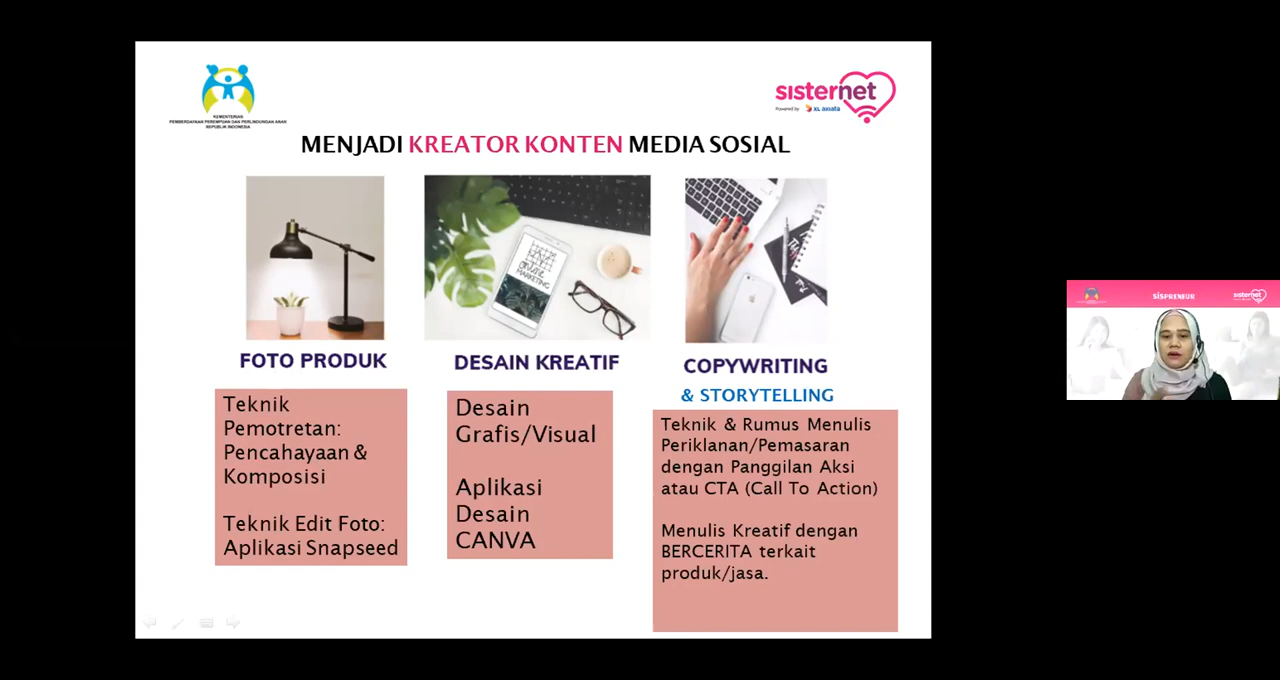 KEMENTERIAN
PEMBERDAYAAN PEREMPUAN DAN PERLINDUNGAN ANAK
REPUBLIK INDONESIA
sisternet
Powered by XL axiata
MENJADI KREATOR KONTEN MEDIA SOSIAL
MARKETING
FOTO PRODUK
DESAIN KREATIF
COPYWRITING
& STORYTELLING
Teknik
Pemotretan:
Pencahayaan &
Komposisi
Teknik Edit Foto:
Aplikasi Snapseed
Desain
Grafis/Visual
Aplikasi
Desain
CANVA
Teknik & Rumus Menulis
Periklanan/Pemasaran
dengan Panggilan Aksi
atau CTA (Call To Action)
Menulis Kreatif dengan
BERCERITA terkait
produk/jasa.
SISPRENEUR
sisternet